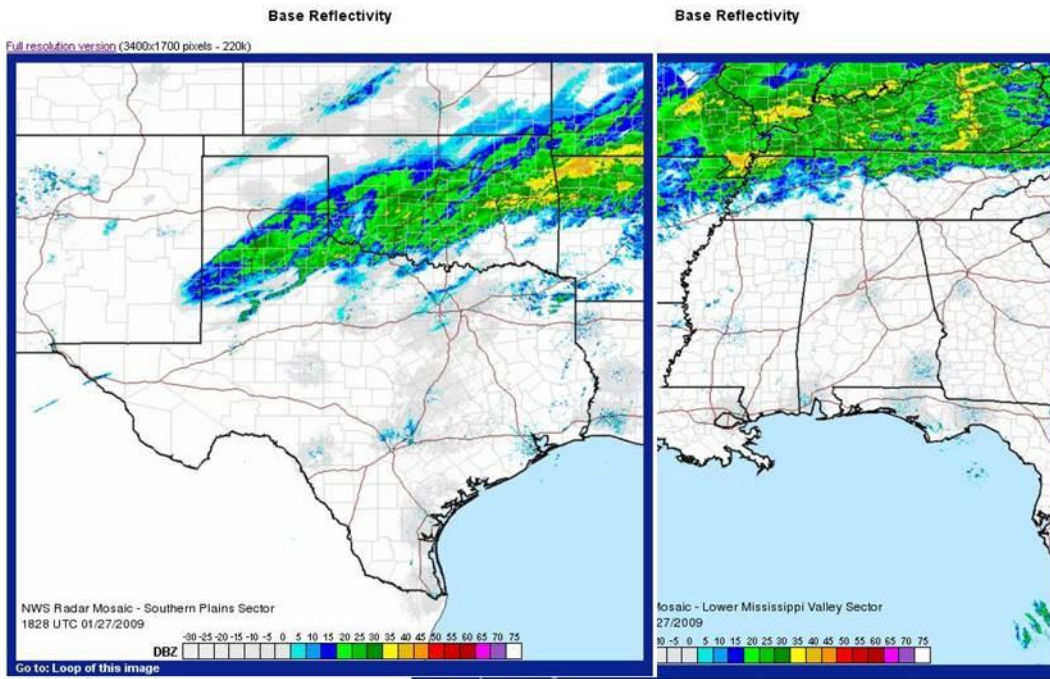 Base Reflectivity
Base Reflectivity
Full resolution version (3400x1700 pixels - 220k)
NWS Radar Mosaic - Southern Plains Sector
1828 UTC 01/27/2009
DBZ
-30 -25 -20 -15 -10 -5 0 5 10 15 20 25 30 35 40 45 50 55 60 65 70 75
Go to: Loop of this image
Mosaic - Lower Mississippi Valley Sector
27/2009
10 -5 0 5 10 15 20 25 30 35 40 45 50 55 60 65 70 75